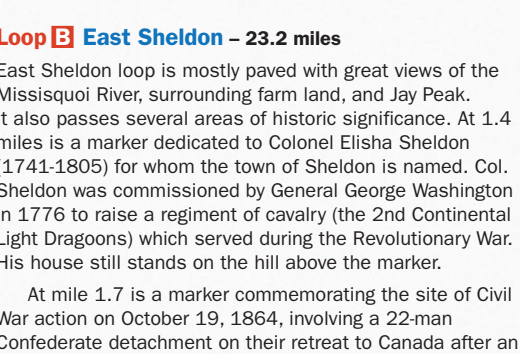 Loop B East Sheldon – 23.2 miles
East Sheldon loop is mostly paved with great views of the
Missisquoi River, surrounding farm land, and Jay Peak.
It also passes several areas of historic significance. At 1.4
miles is a marker dedicated to Colonel Elisha Sheldon
(1741-1805) for whom the town of Sheldon is named. Col.
Sheldon was commissioned by General George Washington
in 1776 to raise a regiment of cavalry (the 2nd Continental
Light Dragoons) which served during the Revolutionary War.
His house still stands on the hill above the marker.
At mile 1.7 is a marker commemorating the site of Civil
War action on October 19, 1864, involving a 22-man
Confederate detachment on their retreat to Canada after an